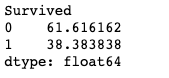 Survived
0    61.616162
1    38.383838
dtype: float64